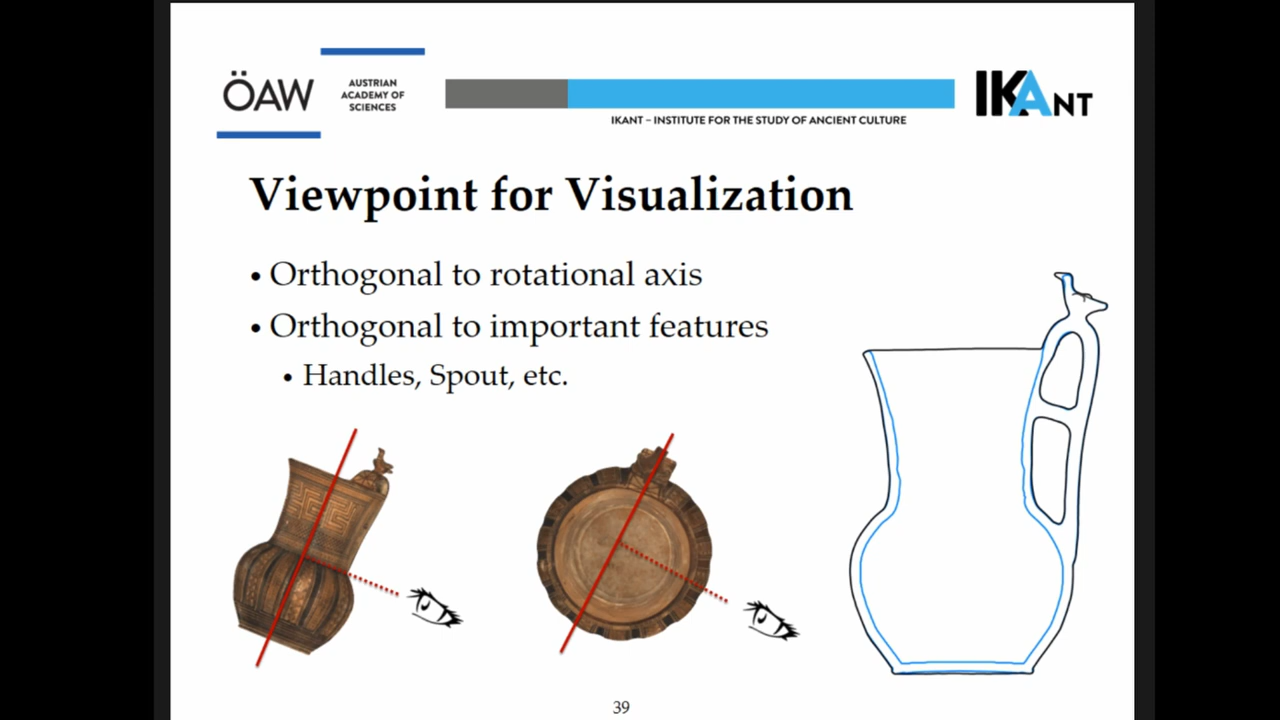 ÖAW
AUSTRIAN
ACADEMY OF
SCIENCES
IKANT
IKANT – INSTITUTE FOR THE STUDY OF ANCIENT CULTURE
Viewpoint for Visualization
• Orthogonal to rotational axis
• Orthogonal to important features
• Handles, Spout, etc.
39